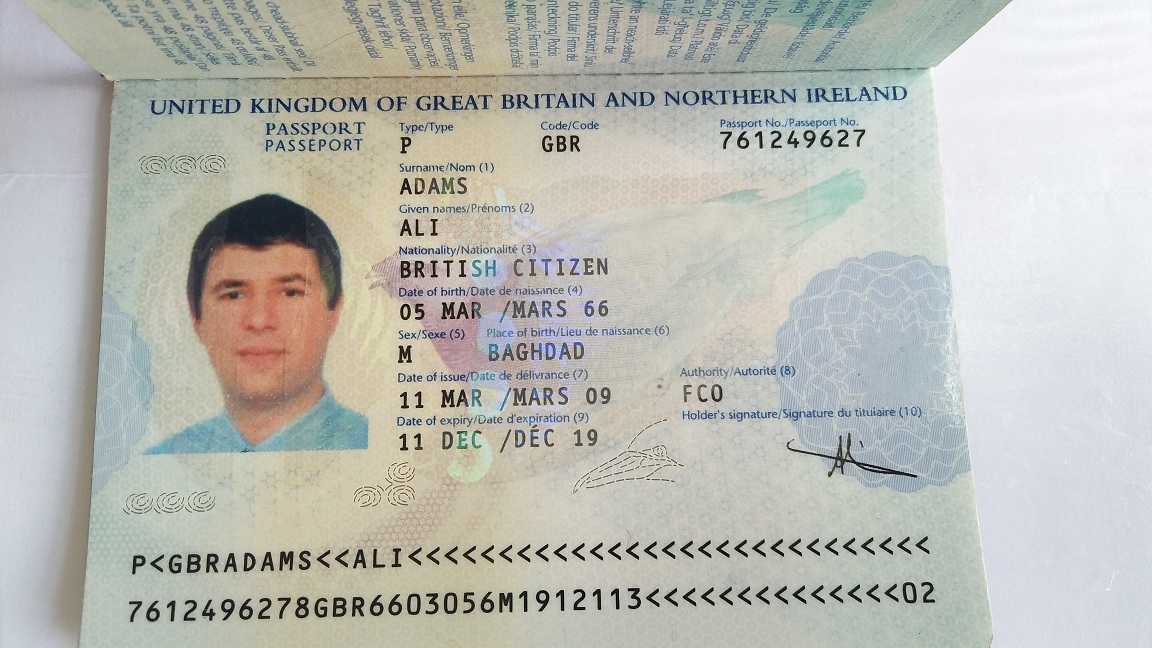 UNITED KINGDOM OF GREAT BRITAIN AND NORTHERN IRELAND
PASSPORT
PASSEPORT
Type/Type
P
Code/Code
GBR
Passport No./Passeport No.
761249627
Surname/Nom (1)
ADAMS
Given names/Prénoms (2)
ALI
Nationality/Nationalité (3)
BRITISH CITIZEN
Date of birth/Date de naissance (4)
05 MAR /MARS 66
Sex/Sexe (5) Place of birth/Lieu de naissance (6)
M BAGHDAD
Date of issue/Date de délivrance (7)
11 MAR /MARS 09
Authority/Autorité (8)
FCO
Date of expiry/Date d'expiration (9)
11 DEC /DÉC 19
Holder's signature/Signature du titulaire (10)
P<GBRADAMS<<ALI<<<<<<<<<<<<<<<<<<<<<<<<<<<<<
7612496278GBR6603056M1912113<<<<<<<<<<<<<<02